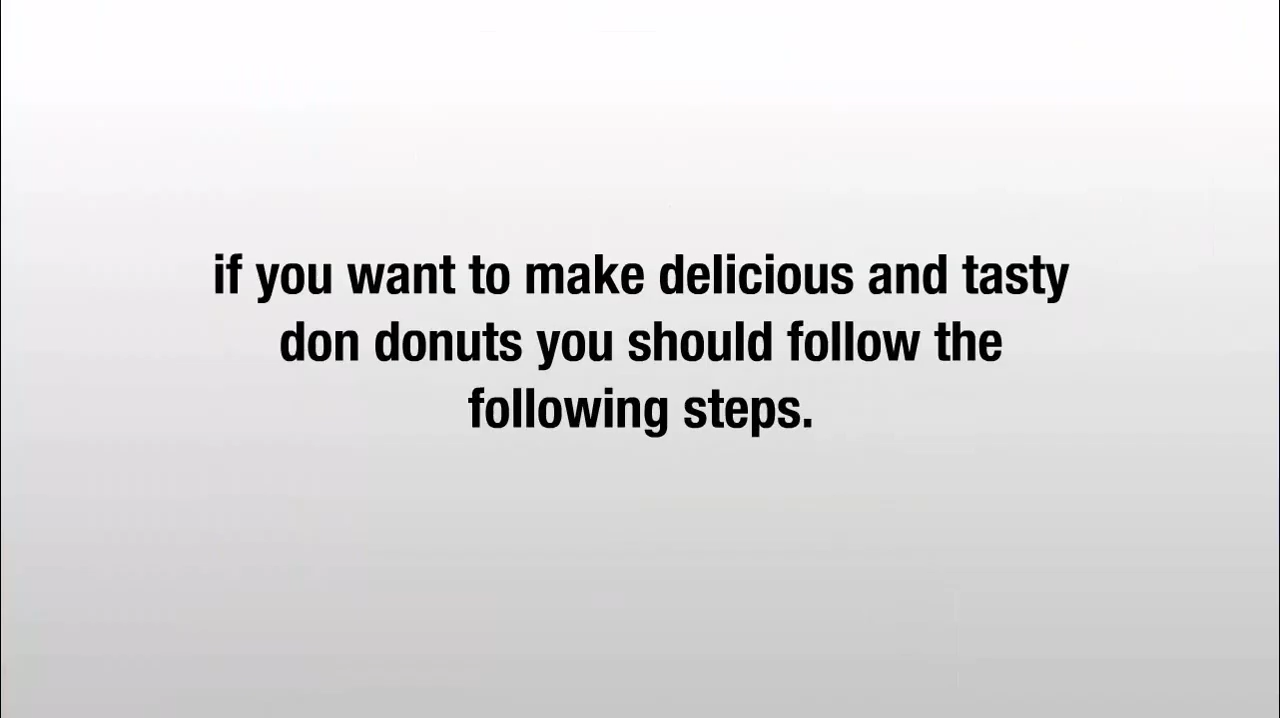 if you want to make delicious and tasty
don donuts you should follow the
following steps.